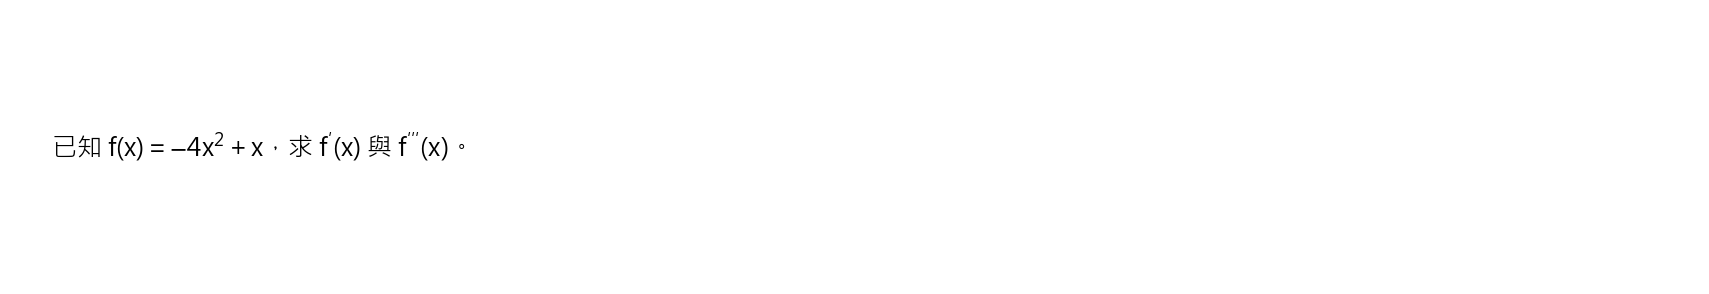 已知 f(x) = −4x² + x，求 f′(x) 與 f‴(x)。